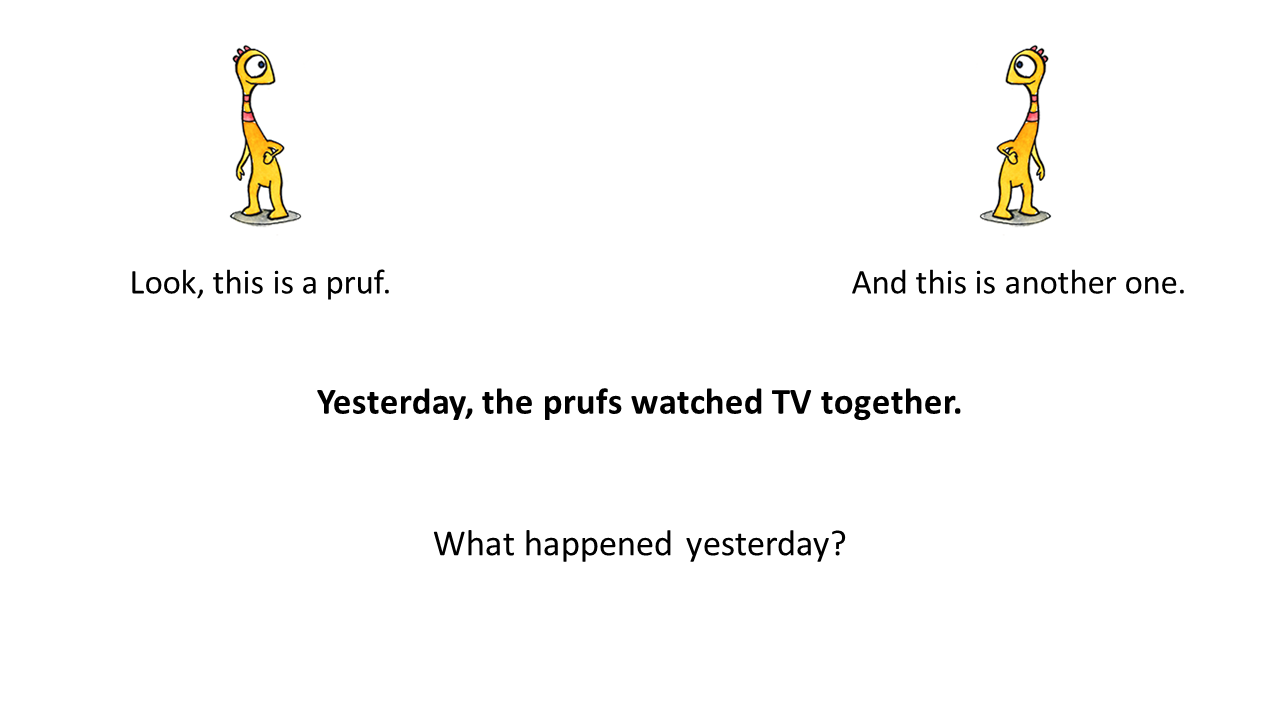 Look, this is a pruf.
And this is another one.
Yesterday, the prufs watched TV together.
What happened yesterday?